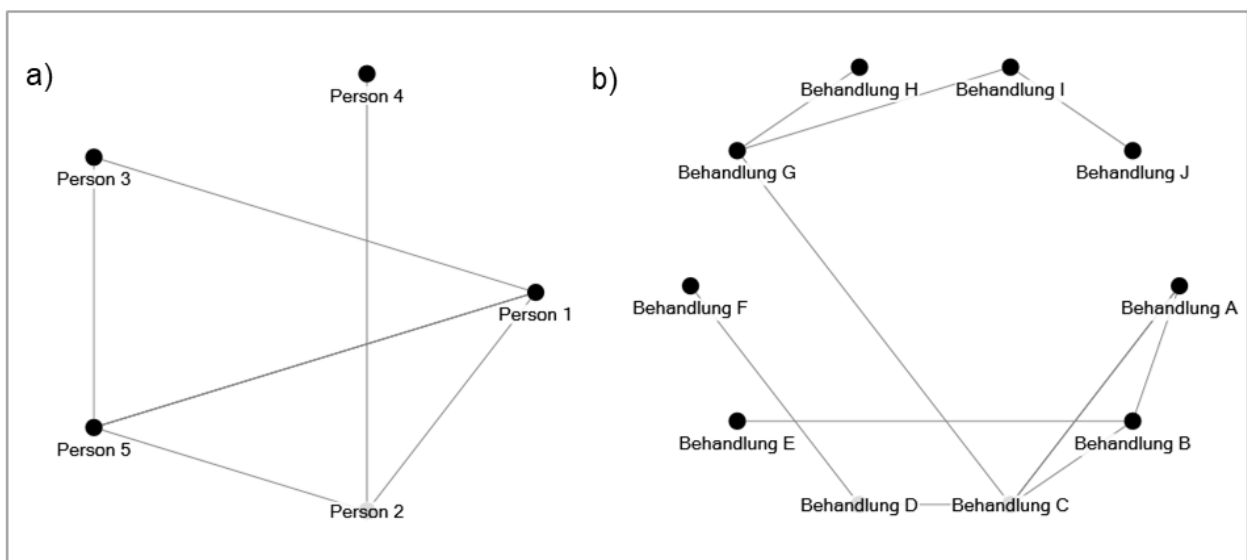 a)
Person 4
Person 3
Person 1
Person 5
Person 2
b)
Behandlung H
Behandlung I
Behandlung G
Behandlung J
Behandlung F
Behandlung A
Behandlung E
Behandlung B
Behandlung D
Behandlung C